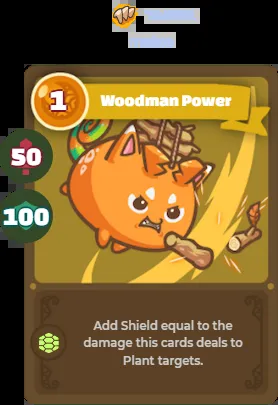 1
Woodman Power
50
100
Add Shield equal to the
damage this cards deals to
Plant targets.